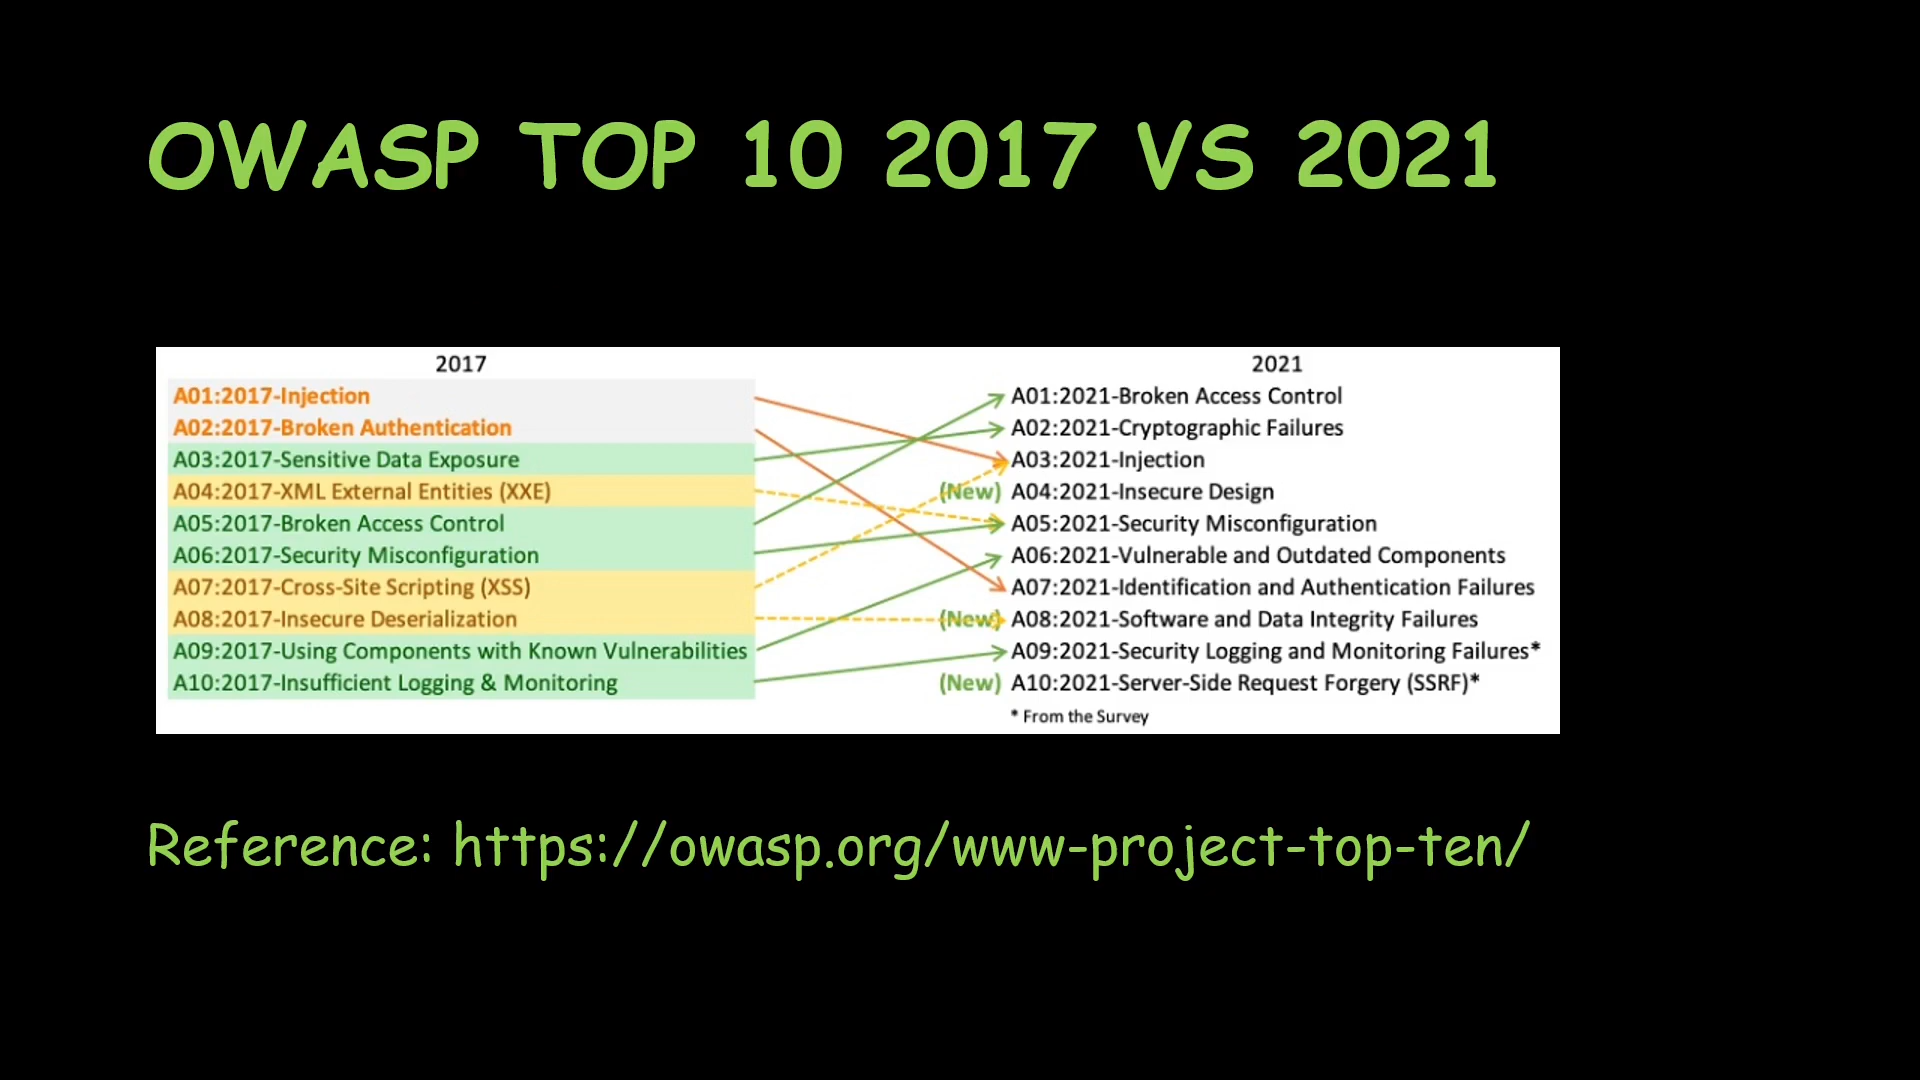 OWASP TOP 10 2017 VS 2021
2017
A01:2017-Injection
A02:2017-Broken Authentication
A03:2017-Sensitive Data Exposure
A04:2017-XML External Entities (XXE)
A05:2017-Broken Access Control
A06:2017-Security Misconfiguration
A07:2017-Cross-Site Scripting (XSS)
A08:2017-Insecure Deserialization
A09:2017-Using Components with Known Vulnerabilities
A10:2017-Insufficient Logging & Monitoring
2021
A01:2021-Broken Access Control
A02:2021-Cryptographic Failures
A03:2021-Injection
(New) A04:2021-Insecure Design
A05:2021-Security Misconfiguration
A06:2021-Vulnerable and Outdated Components
A07:2021-Identification and Authentication Failures
(New) A08:2021-Software and Data Integrity Failures
A09:2021-Security Logging and Monitoring Failures*
(New) A10:2021-Server-Side Request Forgery (SSRF)*
* From the Survey
Reference: https://owasp.org/www-project-top-ten/